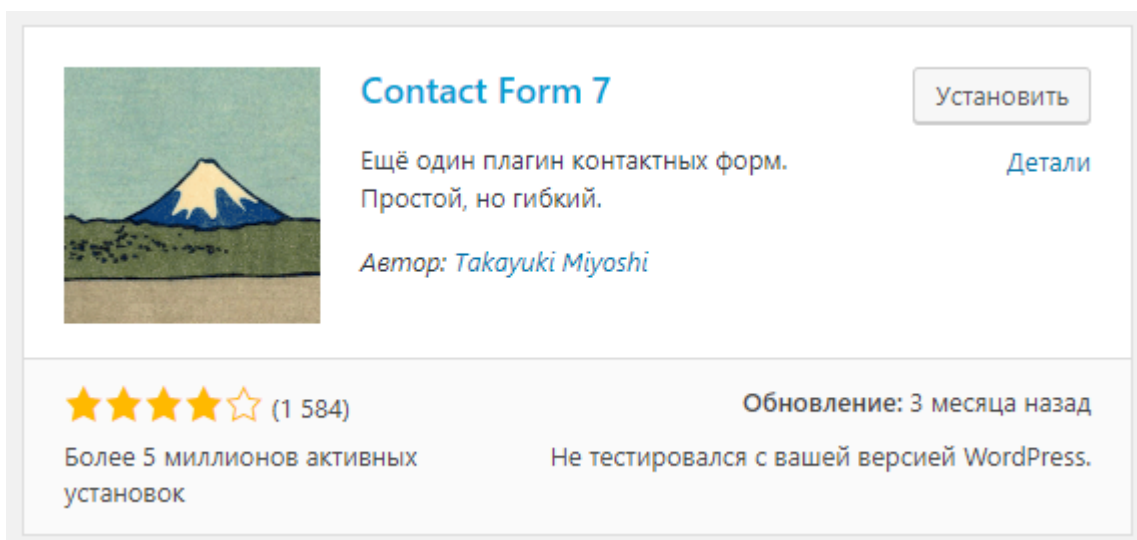 Contact Form 7
Установить
Ещё один плагин контактных форм.
Простой, но гибкий.
Детали
Автор: Takayuki Miyoshi
(1 584)
Обновление: 3 месяца назад
Более 5 миллионов активных
установок
Не тестировался с вашей версией WordPress.